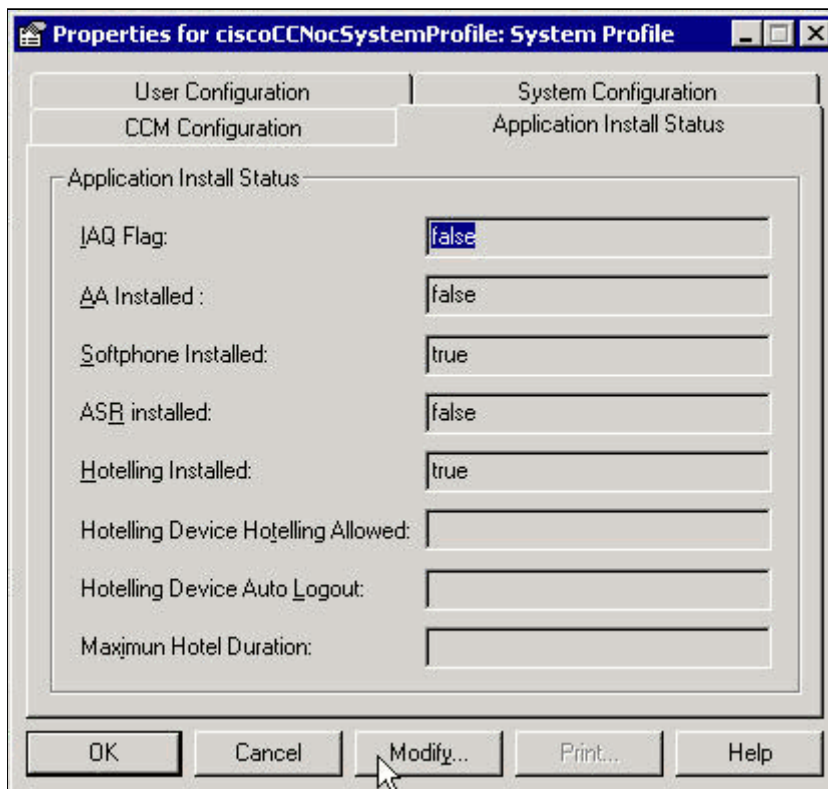 Properties for ciscoCCNocSystemProfile: System Profile
User Configuration
System Configuration
CCM Configuration
Application Install Status
Application Install Status
IAQ Flag:
false
AA Installed :
false
Softphone Installed:
true
ASR installed:
false
Hotelling Installed:
true
Hotelling Device Hotelling Allowed:
Hotelling Device Auto Logout:
Maximun Hotel Duration:
OK
Cancel
Modify...
Print...
Help